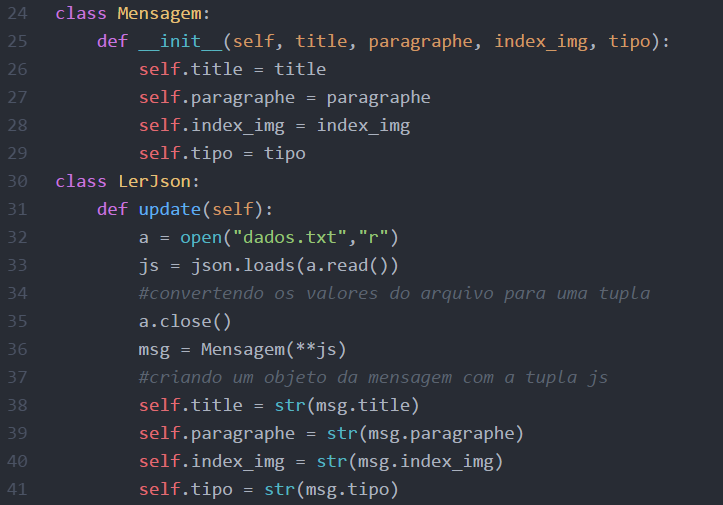 24 class Mensagem:
25     def __init__(self, title, paragraphe, index_img, tipo):
26         self.title = title
27         self.paragraphe = paragraphe
28         self.index_img = index_img
29         self.tipo = tipo
30 class LerJson:
31     def update(self):
32         a = open("dados.txt","r")
33         js = json.loads(a.read())
34         #convertendo os valores do arquivo para uma tupla
35         a.close()
36         msg = Mensagem(**js)
37         #criando um objeto da mensagem com a tupla js
38         self.title = str(msg.title)
39         self.paragraphe = str(msg.paragraphe)
40         self.index_img = str(msg.index_img)
41         self.tipo = str(msg.tipo)